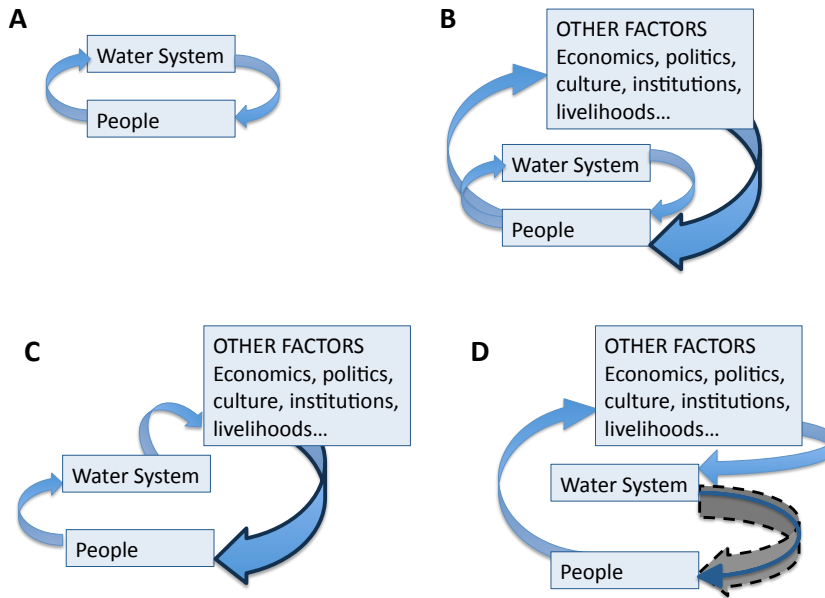 A
Water System
People
B
OTHER FACTORS
Economics, politics,
culture, institutions,
livelihoods...
Water System
People
C
OTHER FACTORS
Economics, politics,
culture, institutions,
livelihoods...
Water System
People
D
OTHER FACTORS
Economics, politics,
culture, institutions,
livelihoods...
Water System
People